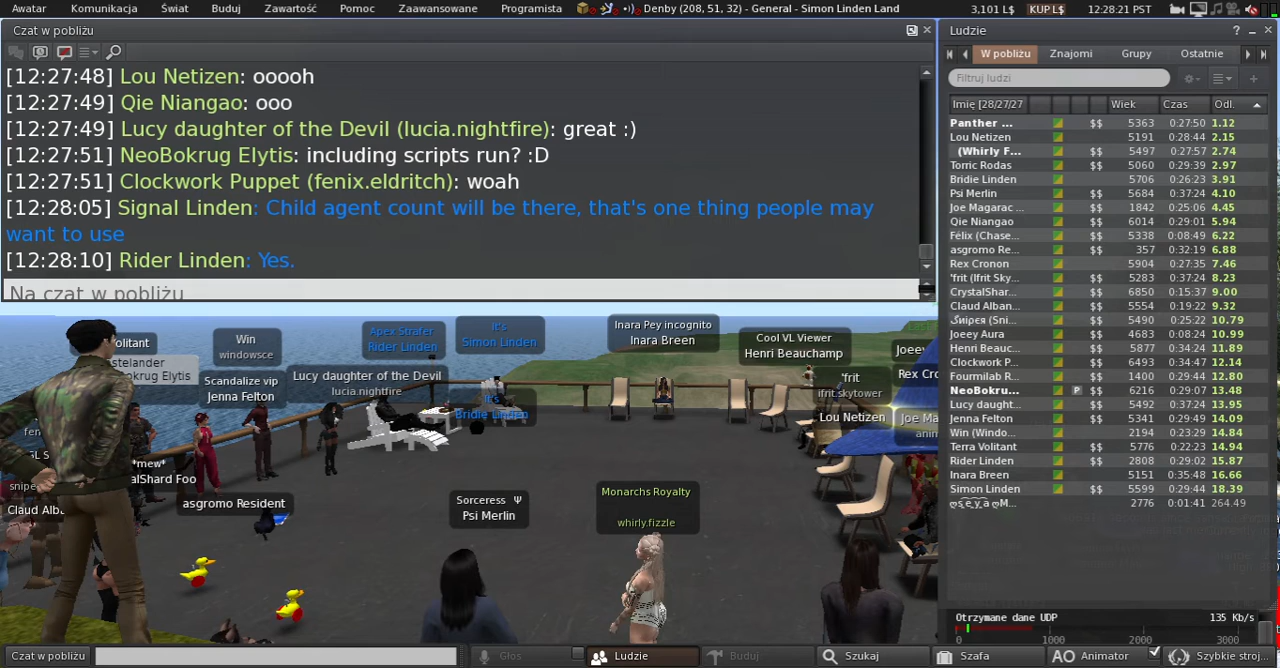 Awatar Komunikacja Świat Buduj Zawartość Pomoc Zaawansowane Programista Denby (208, 51, 32) - General - Simon Linden Land 3,101 L$ KUP L$ 12:28:21 PST
Czat w pobliżu
[12:27:48] Lou Netizen: ooooh
[12:27:49] Qie Niangao: ooo
[12:27:49] Lucy daughter of the Devil (lucia.nightfire): great :)
[12:27:51] NeoBokrug Elytis: including scripts run? :D
[12:27:51] Clockwork Puppet (fenix.eldritch): woah
[12:28:05] Signal Linden: Child agent count will be there, that's one thing people may
want to use
[12:28:10] Rider Linden: Yes.
Na czat w pobliżu
Ludzie
W pobliżu Znajomi Grupy Ostatnie
Filtruj ludzi
Imię [28/27/27 Wiek Czas Odl.
Panther ... $$ 5363 0:27:50 1.12
Lou Netizen 5191 0:28:44 2.15
(Whirly F... $$ 5497 0:27:57 2.74
Torric Rodas $$ 5060 0:29:39 2.97
Bridie Linden 5706 0:26:23 3.91
Psi Merlin $$ 5684 0:37:24 4.10
Joe Magarac ... $$ 1842 0:25:06 4.45
Qie Niangao $$ 6014 0:29:01 5.94
Félix (Chase... $$ 5338 0:08:49 6.22
asgromo Re... $$ 357 0:32:19 6.88
Rex Cronon 5904 0:27:35 7.46
'frit (Ifrit Sky... $$ 5283 0:37:24 8.23
CrystalShar... $$ 6850 0:15:37 9.00
Claud Alban... $$ 5554 0:19:22 9.32
(Sni... $$ 5490 0:25:22 10.79
Joeey Aura $$ 4683 0:08:24 10.99
Henri Beauc... $$ 5877 0:34:24 11.89
Clockwork P... $$ 6493 0:34:47 12.14
Fourmilab R... $$ 1400 0:29:44 12.80
NeoBokru... P $$ 6216 0:29:07 13.48
Lucy daught... $$ 5492 0:37:24 13.95
Jenna Felton $$ 5341 0:29:49 14.09
Win (Windo... 2194 0:23:29 14.84
Terra Volitant $$ 5776 0:22:23 14.94
Rider Linden $$ 2808 0:29:02 15.87
Inara Breen 5151 0:35:48 16.66
Simon Linden $$ 5599 0:29:44 18.39
2776 0:01:41 264.49
olitant
stelander
okrug Elytis
Win
windowsce
Scandalize vip
Jenna Felton
Apex Strafer
Rider Linden
It's
Simon Linden
Lucy daughter of the Devil
lucia.nightfire
It's
Bridie Linden
Inara Pey incognito
Inara Breen
Cool VL Viewer
Henri Beauchamp
'frit
ifrit.skytower
Joeey
Rex Cro
Lou Netizen
Joe Ma
anim
fen
GL S
*mew*
alShard Foo
snipe
Claud Alba
asgromo Resident
Sorceress Ψ
Psi Merlin
Monarchs Royalty
whirly.fizzle
Otrzymane dane UDP 135 Kb/s
0 1000 2000 3000
Czat w pobliżu Głos Ludzie Buduj Szukaj Szafa AO Animator Szybkie stroj...